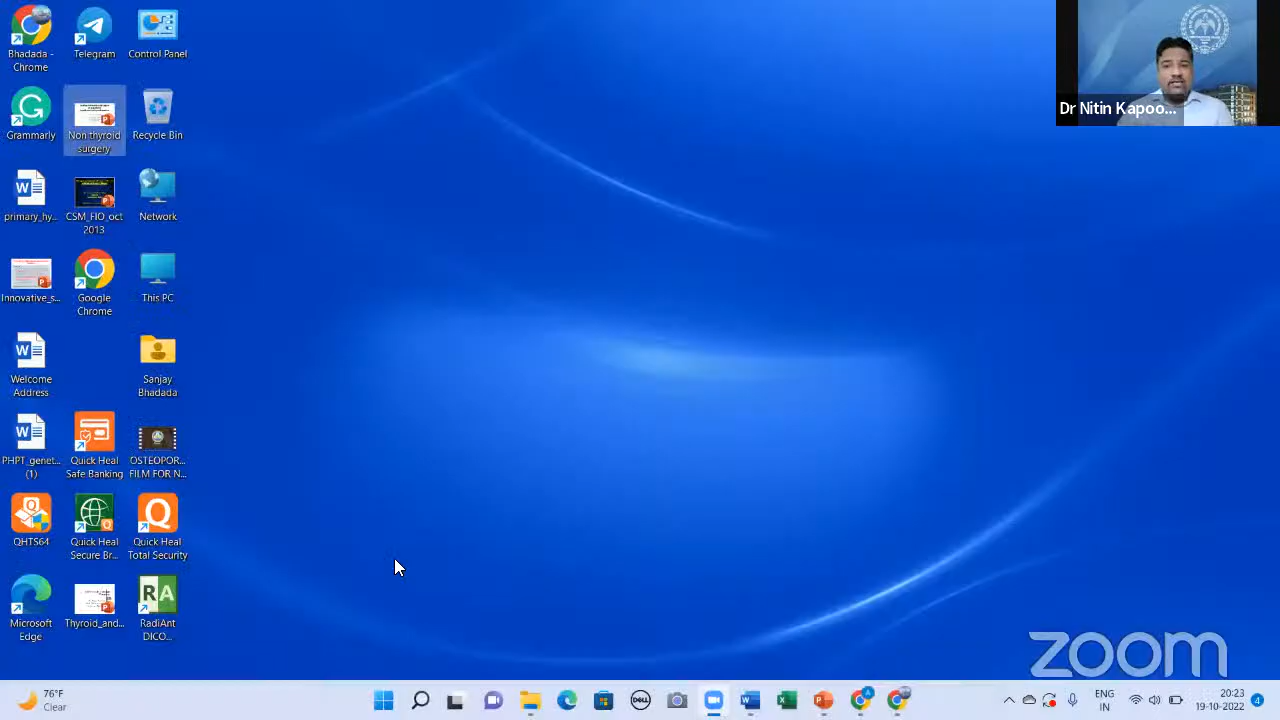 Bhadada -
Chrome
Telegram
Control Panel
Grammarly
Non thyroid
surgery
Recycle Bin
primary_hy...
CSM_FIO_oct
2013
Network
Innovative_s...
Google
Chrome
This PC
Welcome
Address
Sanjay
Bhadada
PHPT_genet...
(1)
Quick Heal
Safe Banking
OSTEOPOR...
FILM FOR N...
QHTS64
Quick Heal
Secure Br...
Quick Heal
Total Security
Microsoft
Edge
Thyroid_and...
RA
RadiAnt
DICO...
Dr Nitin Kapoo...
zoom
76°F
Clear
DELL
ENG
IN
20:23
19-10-2022
4